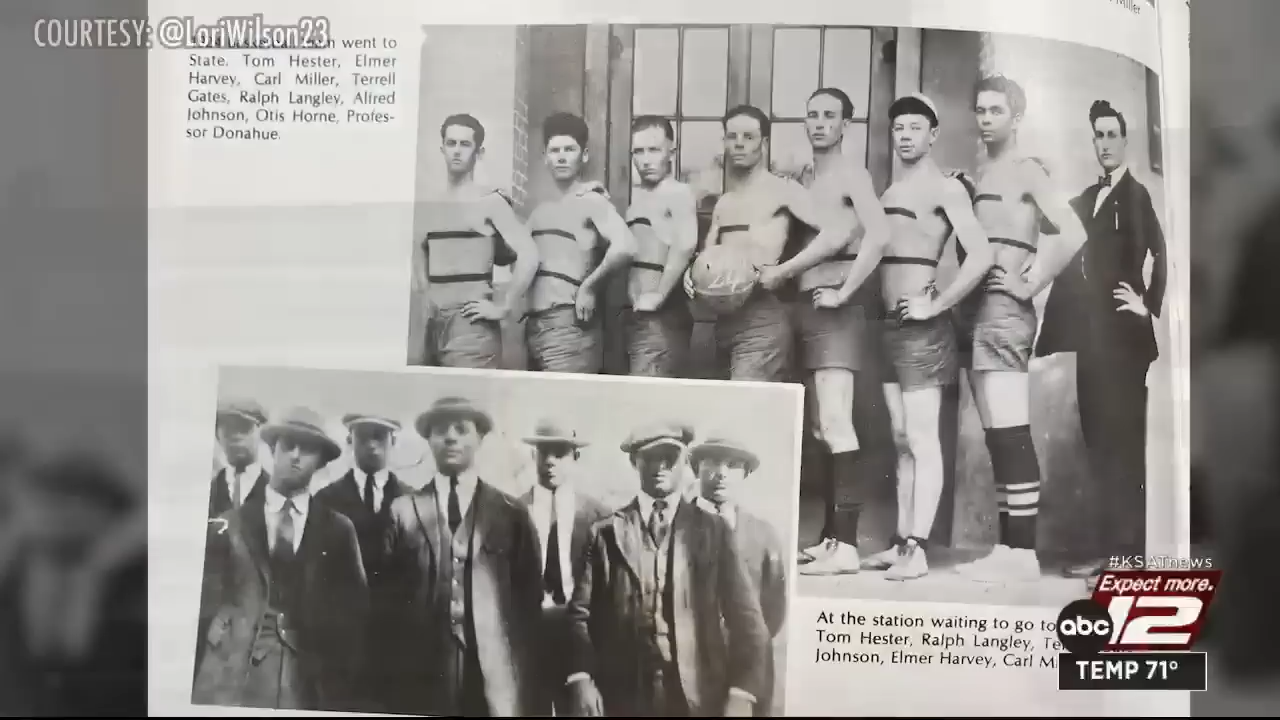 COURTESY: @LoriWilson23
went to
State. Tom Hester, Elmer
Harvey, Carl Miller, Terrell
Gates, Ralph Langley, Alfred
Johnson, Otis Horne, Profes-
sor Donahue.
Miller
24
At the station waiting to go to
Tom Hester, Ralph Langley,
Johnson, Elmer Harvey, Carl
#KSATnews
Expect more.
abc 12
TEMP 71°